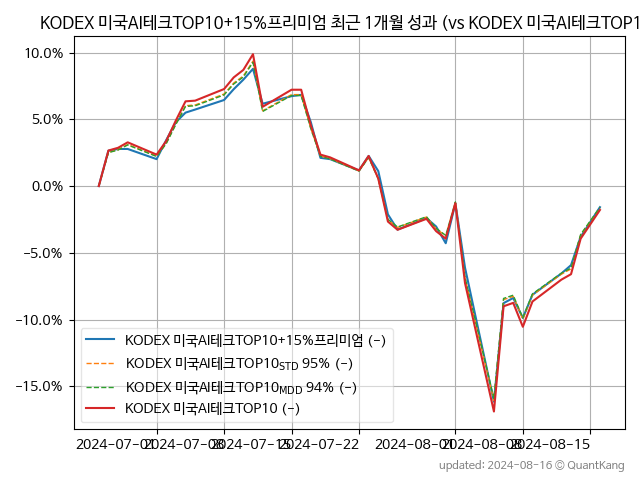 KODEX 미국AI테크TOP10+15%프리미엄 최근 1개월 성과 (vs KODEX 미국AI테크TOP1
10.0%
5.0%
0.0%
−5.0%
−10.0%
−15.0%
KODEX 미국AI테크TOP10+15%프리미엄 (-)
KODEX 미국AI테크TOP10STD 95% (-)
KODEX 미국AI테크TOP10MDD 94% (-)
KODEX 미국AI테크TOP10 (-)
2024-07-01 2024-07-08 2024-07-15 2024-07-22 2024-08-01 2024-08-08 2024-08-15
updated: 2024-08-16 © QuantKang